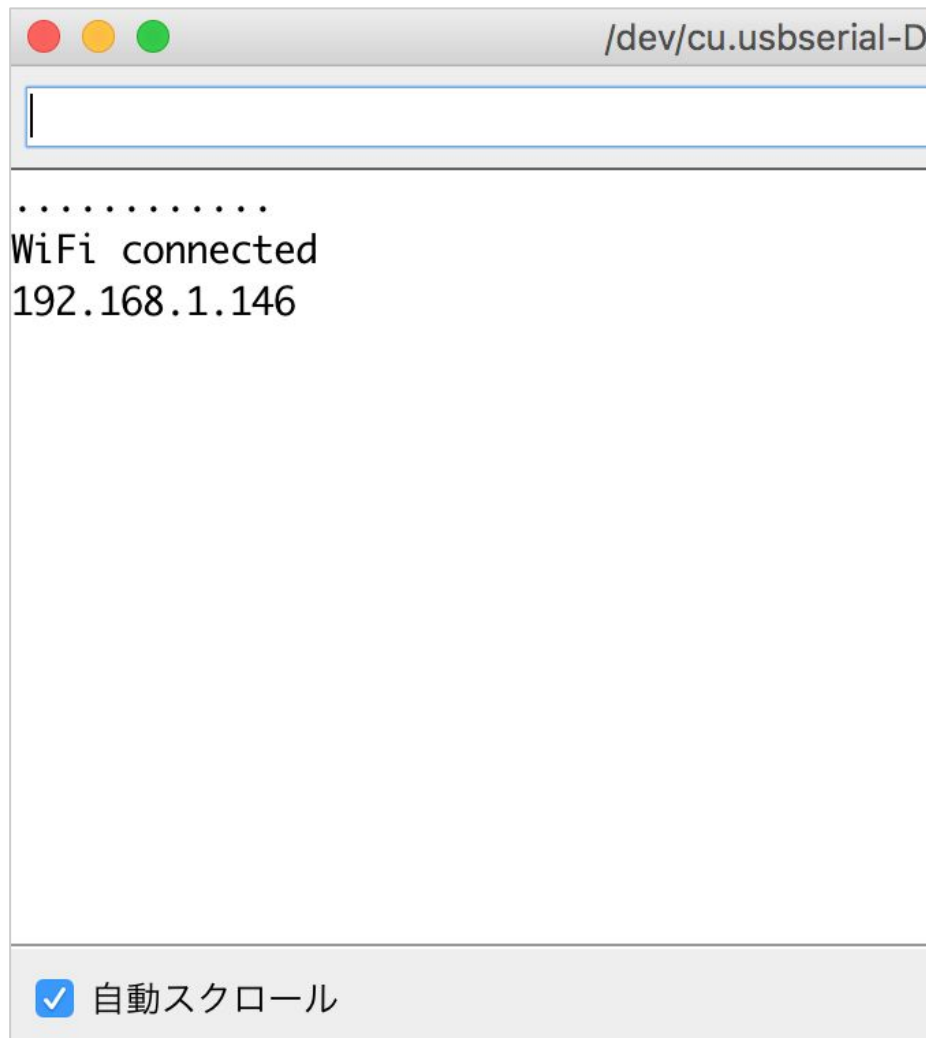 /dev/cu.usbserial-D
............
WiFi connected
192.168.1.146
自動スクロール